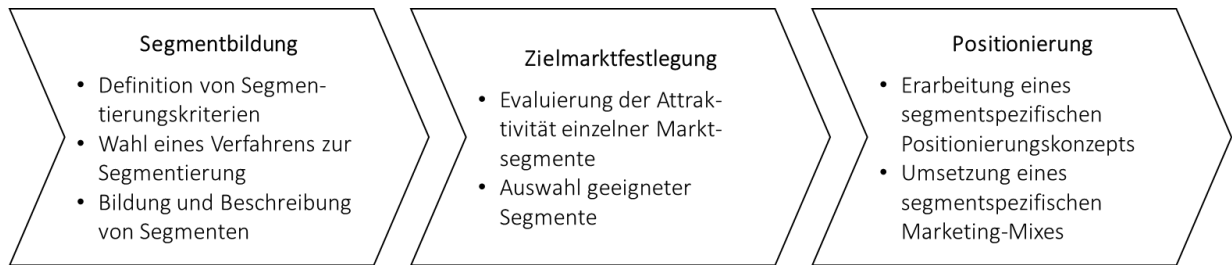 Segmentbildung
• Definition von Segmen-
tierungskriterien
• Wahl eines Verfahrens zur
Segmentierung
• Bildung und Beschreibung
von Segmenten
Zielmarktfestlegung
• Evaluierung der Attrak-
tivität einzelner Markt-
segmente
• Auswahl geeigneter
Segmente
Positionierung
• Erarbeitung eines
segmentspezifischen
Positionierungskonzepts
• Umsetzung eines
segmentspezifischen
Marketing-Mixes